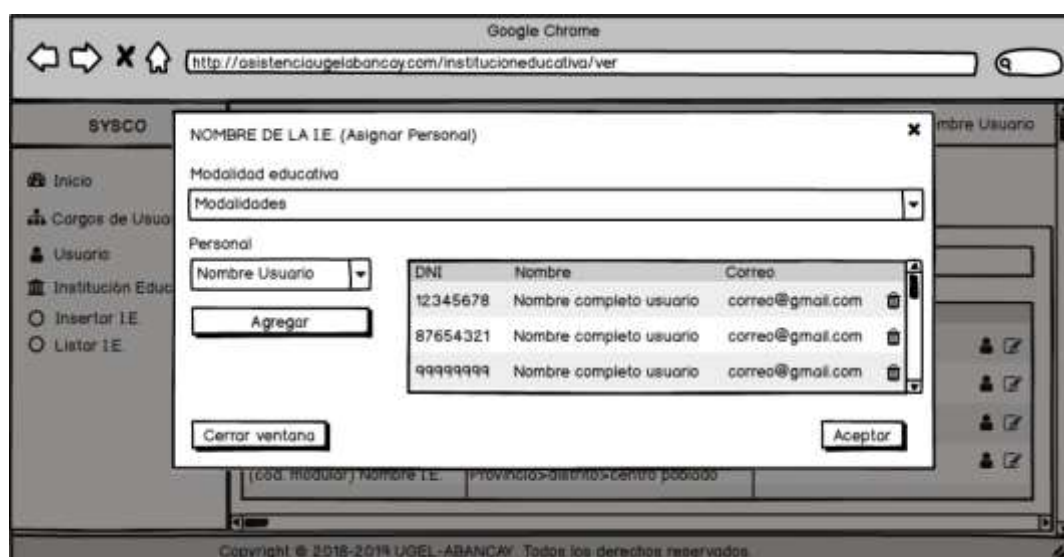 Google Chrome
http://asistenciaugelabancay.com/institucioneducativa/ver
SYSCO
mbre Usuario
NOMBRE DE LA I.E. (Asignar Personal)
Inicio
Cargos de Usua
Usuario
Institución Educ
Insertar I.E.
Listar I.E.
Modalidad educativa
Modalidades
Personal
Nombre Usuario
Agregar
DNI Nombre Correo
12345678 Nombre completo usuario correo@gmail.com
87654321 Nombre completo usuario correo@gmail.com
99999999 Nombre completo usuario correo@gmail.com
Cerrar ventana
Aceptar
(cod. modular) Nombre I.E. Provincia>distrito>centro poblado
Copyright © 2018-2019 UGEL-ABANCAY. Todos los derechos reservados.